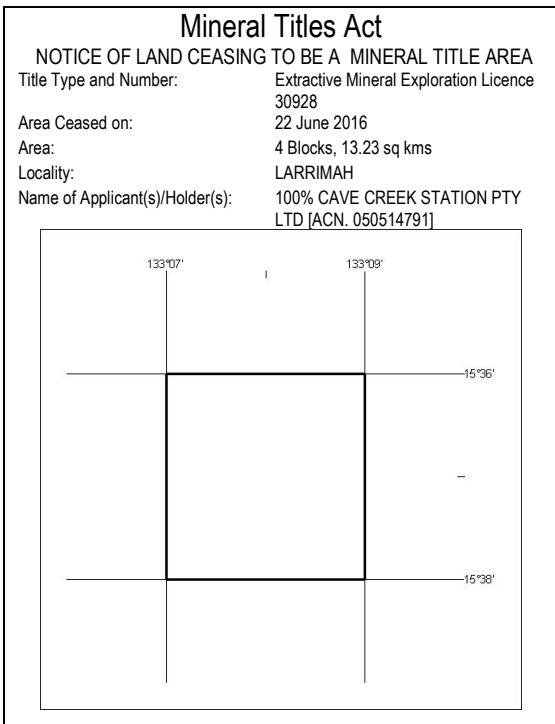 Mineral Titles Act
NOTICE OF LAND CEASING TO BE A MINERAL TITLE AREA
Title Type and Number: Extractive Mineral Exploration Licence
30928
Area Ceased on: 22 June 2016
Area: 4 Blocks, 13.23 sq kms
Locality: LARRIMAH
Name of Applicant(s)/Holder(s): 100% CAVE CREEK STATION PTY
LTD [ACN. 050514791]
133°07' 133°09'
15°36'
15°38'